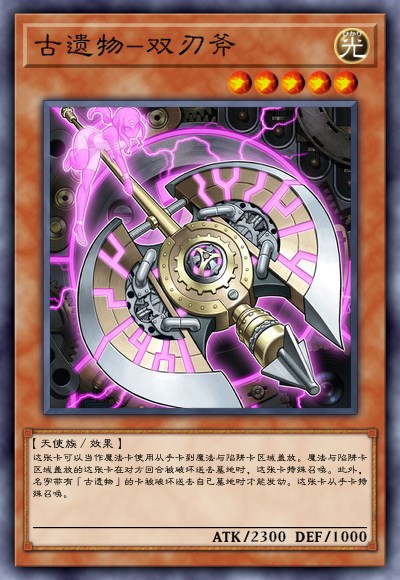 古遗物-双刃斧
光
【天使族/效果】
这张卡可以当作魔法卡使用从手卡到魔法与陷阱卡区域盖放。魔法与陷阱卡
区域盖放的这张卡在对方回合被破坏送去墓地时，这张卡特殊召唤。此外，
名字带有「古遗物」的卡被破坏送去自己墓地时才能发动。这张卡从手卡特
殊召唤。
ATK/2300 DEF/1000